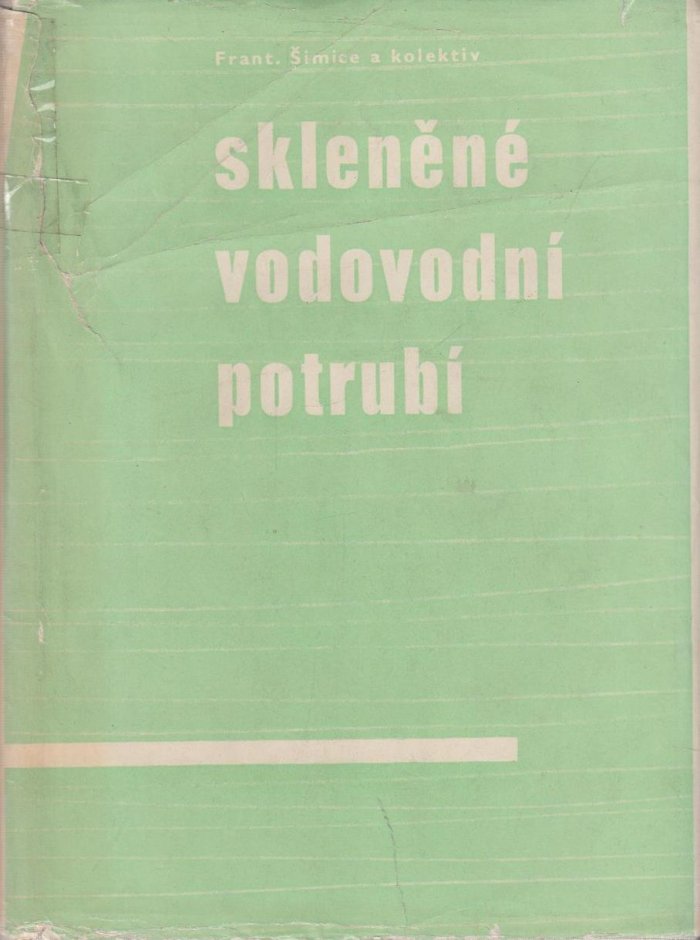 Frant. Šimice a kolektiv
skleněné
vodovodní
potrubí